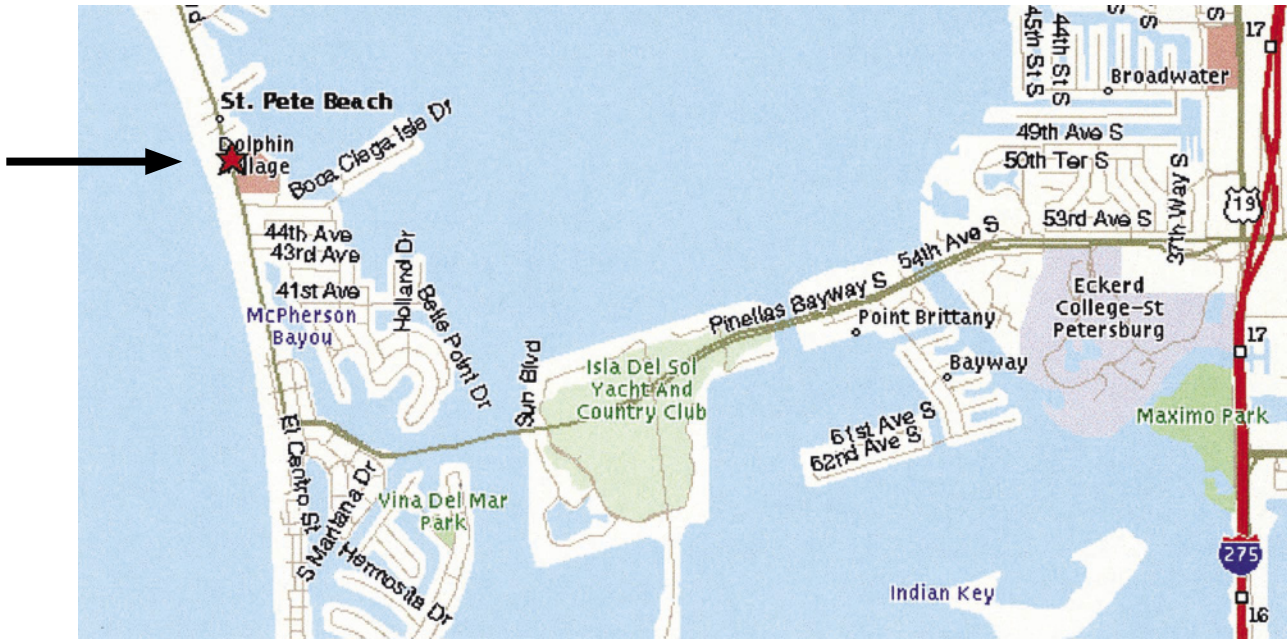 St. Pete Beach
Dolphin
Village
Boca Ciega Isle Dr
44th Ave
43rd Ave
41st Ave
McPherson
Bayou
Holland Dr
Belle Point Dr
El Centro St
S Maritana Dr
Hermosita Dr
Vina Del Mar
Park
Sun Blvd
Isla Del Sol
Yacht And
Country Club
Pinellas Bayway S
54th Ave S
Point Brittany
Bayway
61st Ave S
62nd Ave S
45th St S
44th St S
S
S
17
Broadwater
49th Ave S
50th Ter S
53rd Ave S
37th Way S
19
Eckerd
College-St
Petersburg
17
Maximo Park
275
16
Indian Key